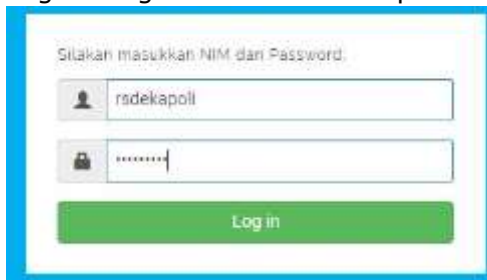 Silakan masukkan NIM dan Password.
rsdekapoli
•••••••••
Log in